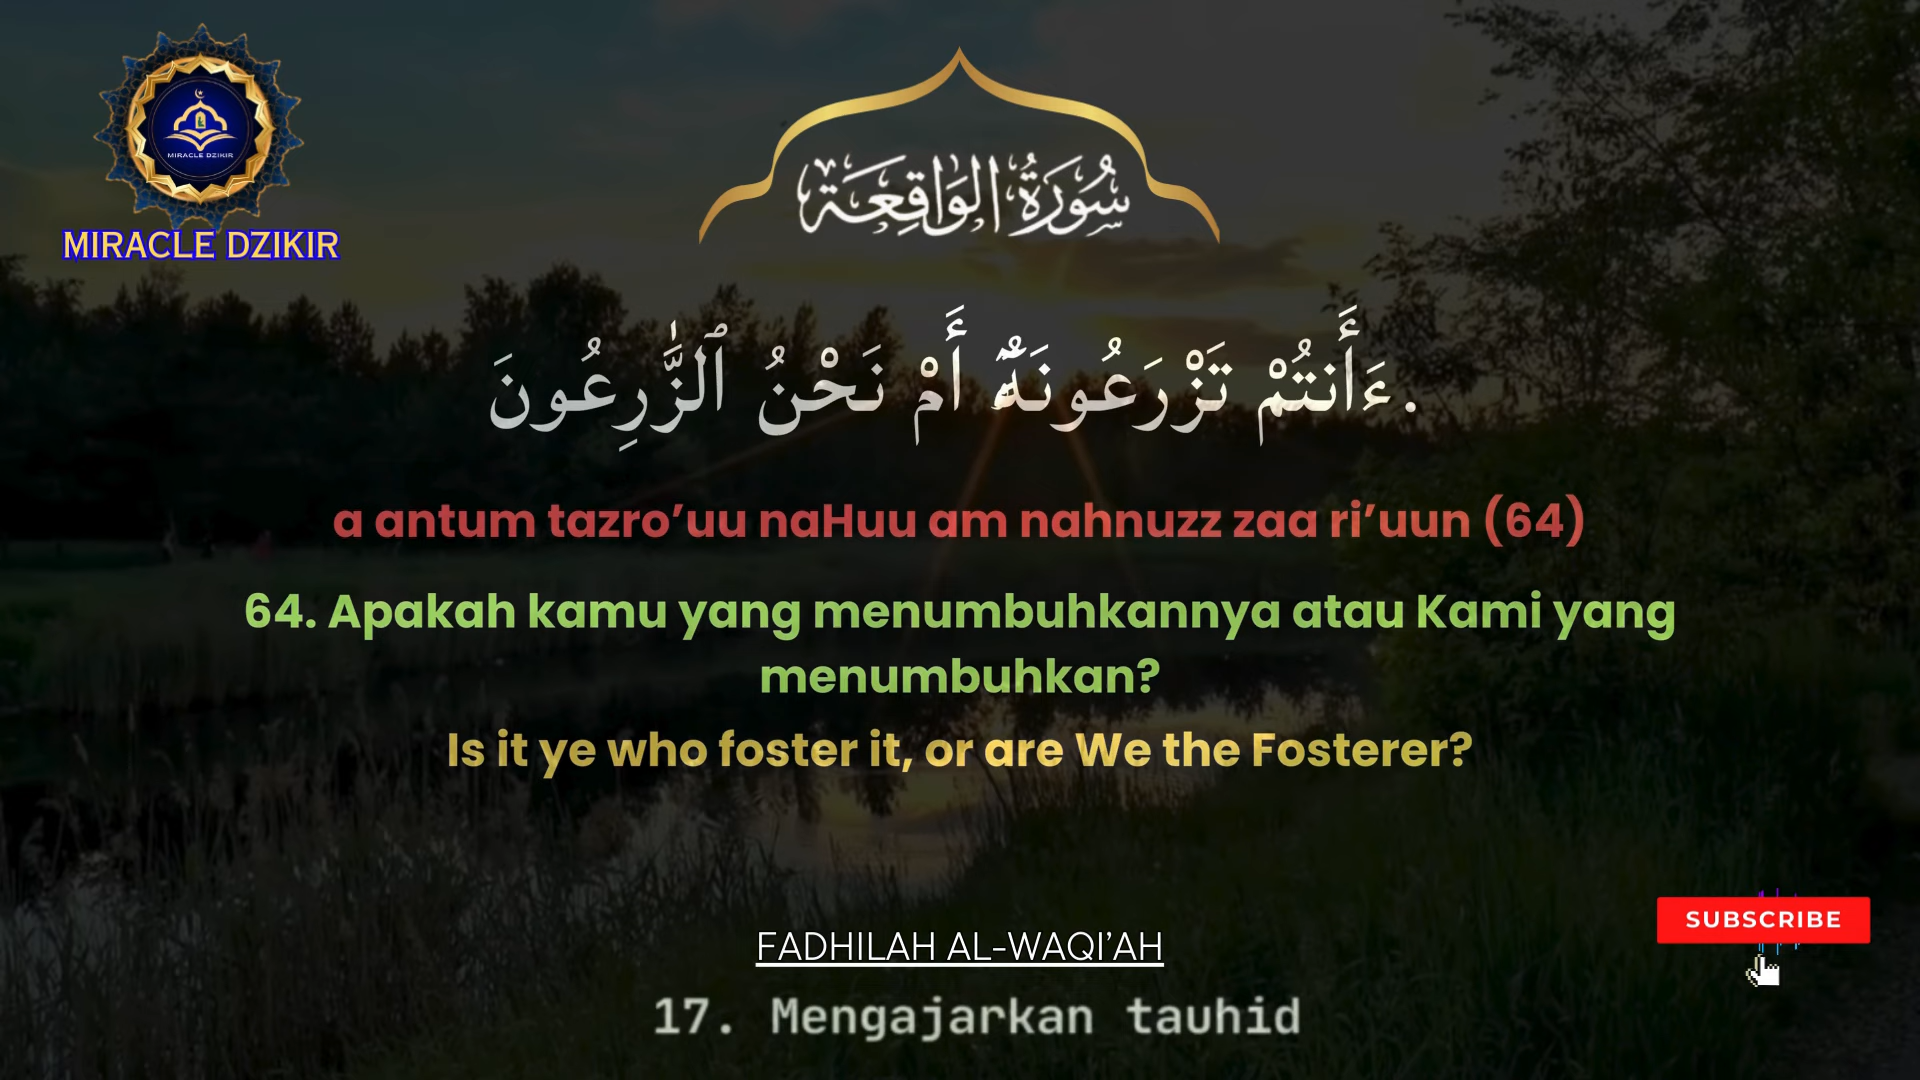 MIRACLE DZIKIR
MIRACLE DZIKIR
سُورَةُ الوَاقِعَة
ءَأَنتُمْ تَزْرَعُونَهُۥٓ أَمْ نَحْنُ ٱلزَّٰرِعُونَ.
a antum tazro’uu naHuu am nahnuzz zaa ri’uun (64)
64. Apakah kamu yang menumbuhkannya atau Kami yang
menumbuhkan?
Is it ye who foster it, or are We the Fosterer?
SUBSCRIBE
FADHILAH AL-WAQI’AH
17. Mengajarkan tauhid